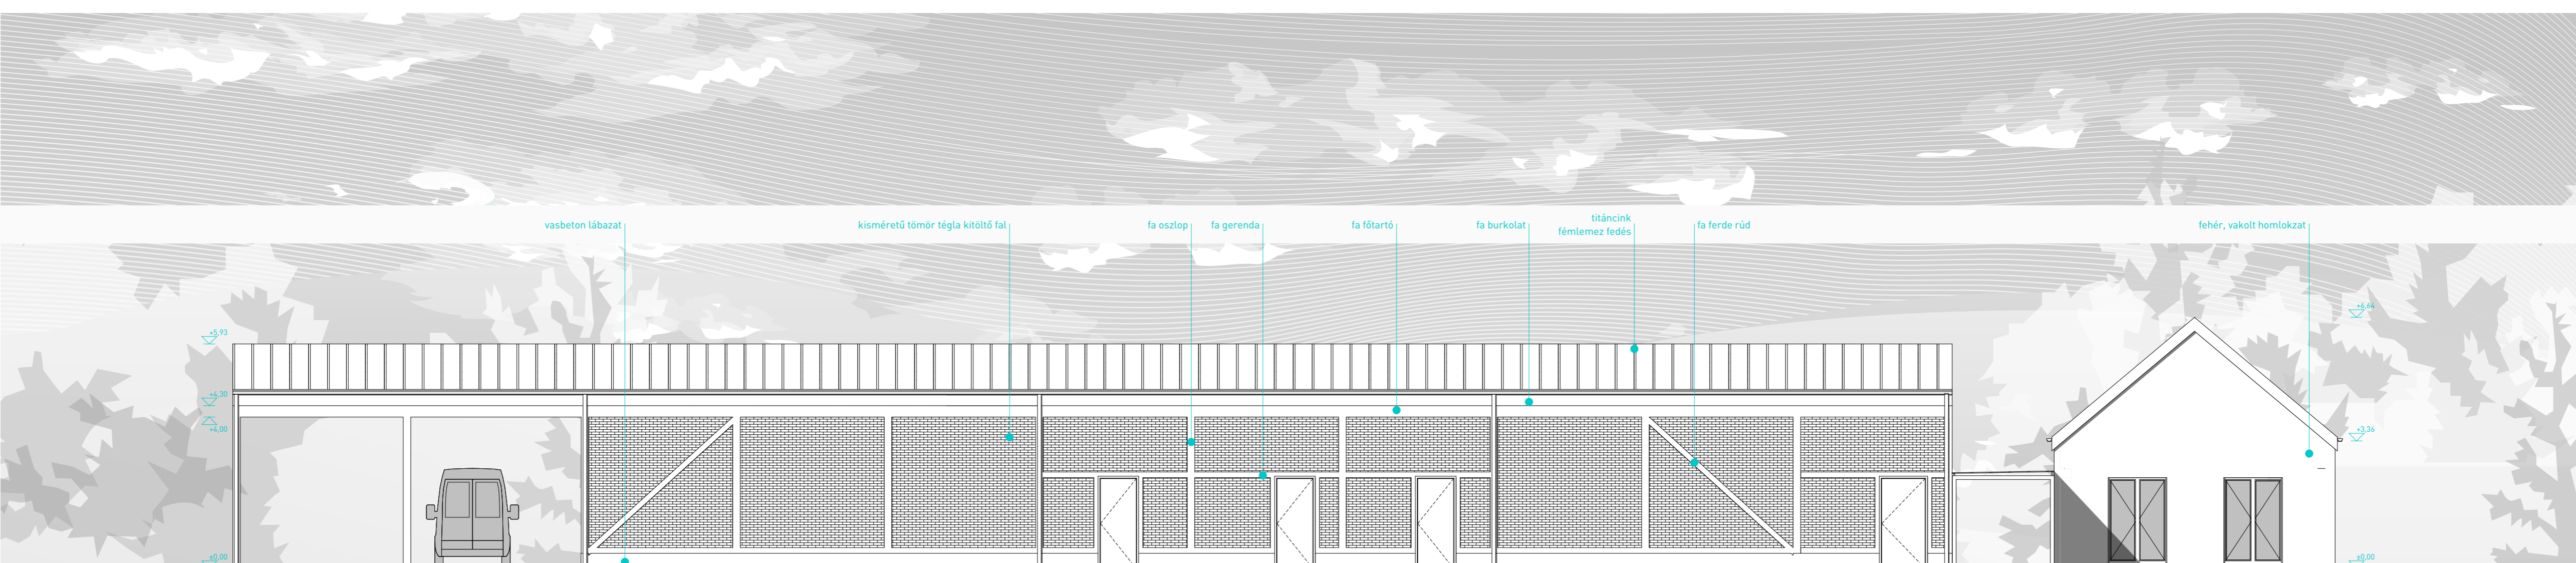 vasbeton lábazat
kisméretű tömör tégla kitöltő fal
fa oszlop
fa gerenda
fa főtartó
fa burkolat
titáncink
fémlemez fedés
fa ferde rúd
fehér, vakolt homlokzat
+6,64
+5,93
+4,30
+4,00
+3,36
±0,00
±0,00